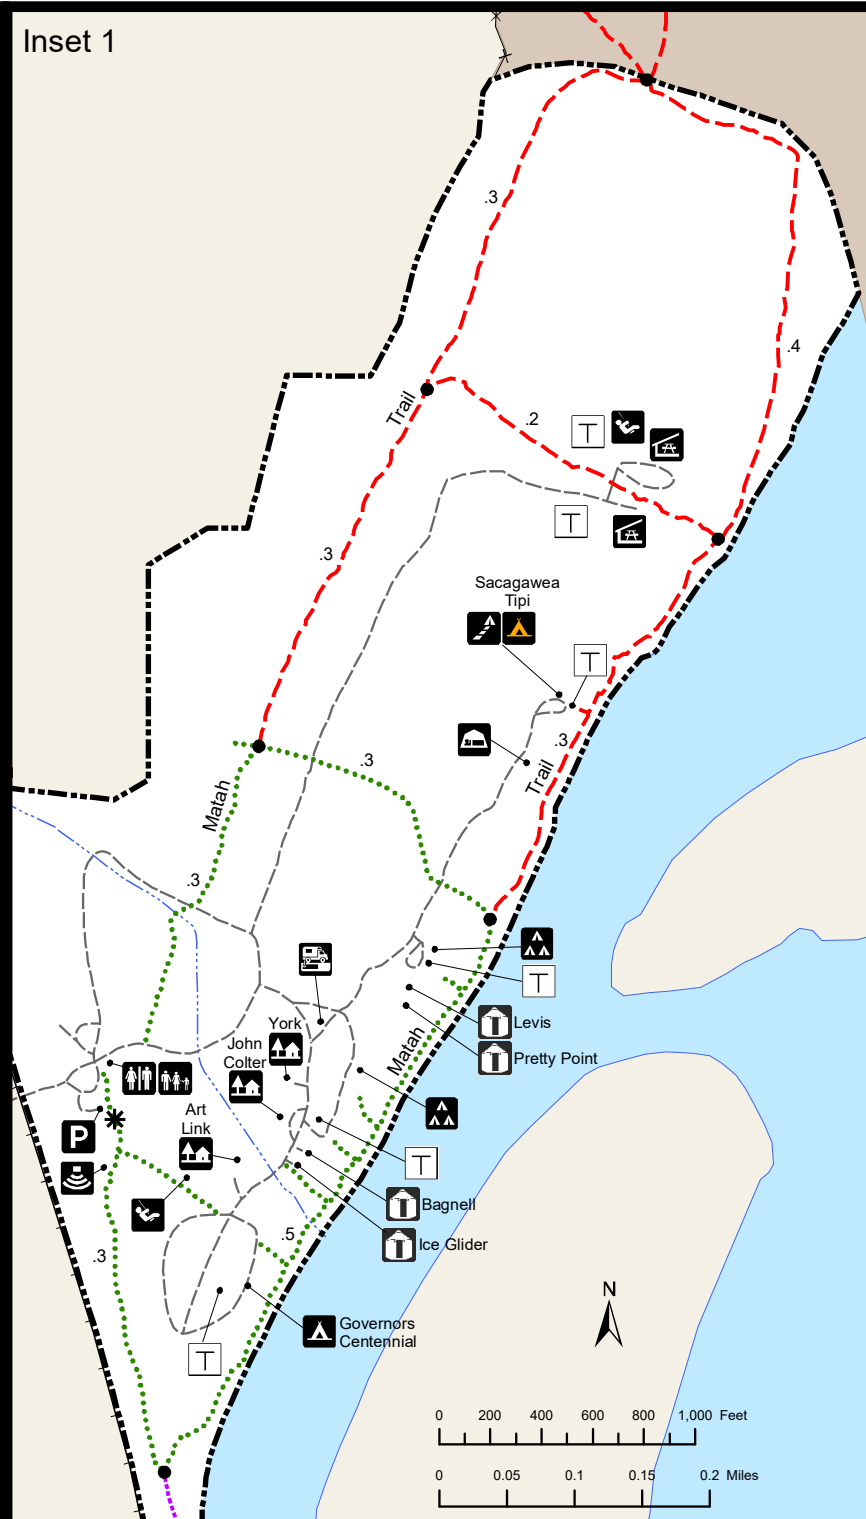 Inset 1
.3
.4
Trail
.2
T
T
.3
Sacagawea
Tipi
T
.3
.3
Trail
Matah
.3
T
York
Levis
John
Colter
Matah
Pretty Point
Art
Link
P
T
Bagnell
.5
Ice Glider
.3
N
Governors
Centennial
T
0 200 400 600 800 1,000 Feet
0 0.05 0.1 0.15 0.2 Miles